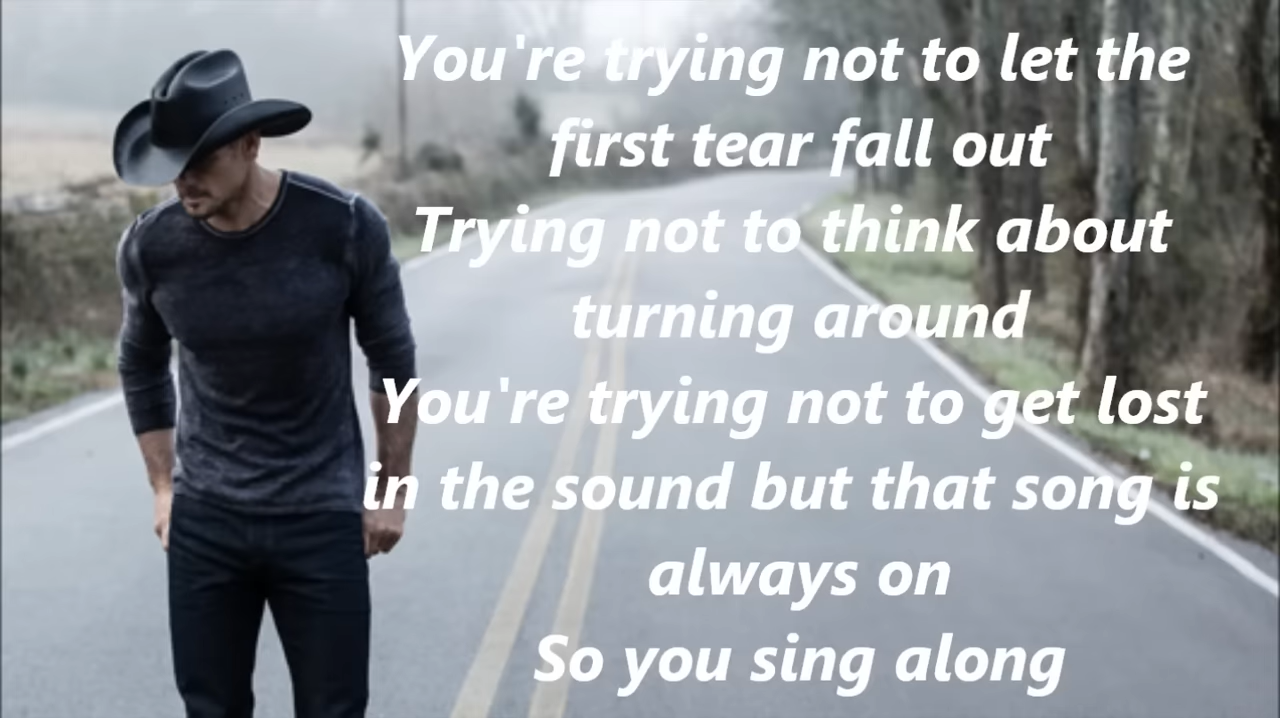 You're trying not to let the
first tear fall out
Trying not to think about
turning around
You're trying not to get lost
in the sound but that song is
always on
So you sing along